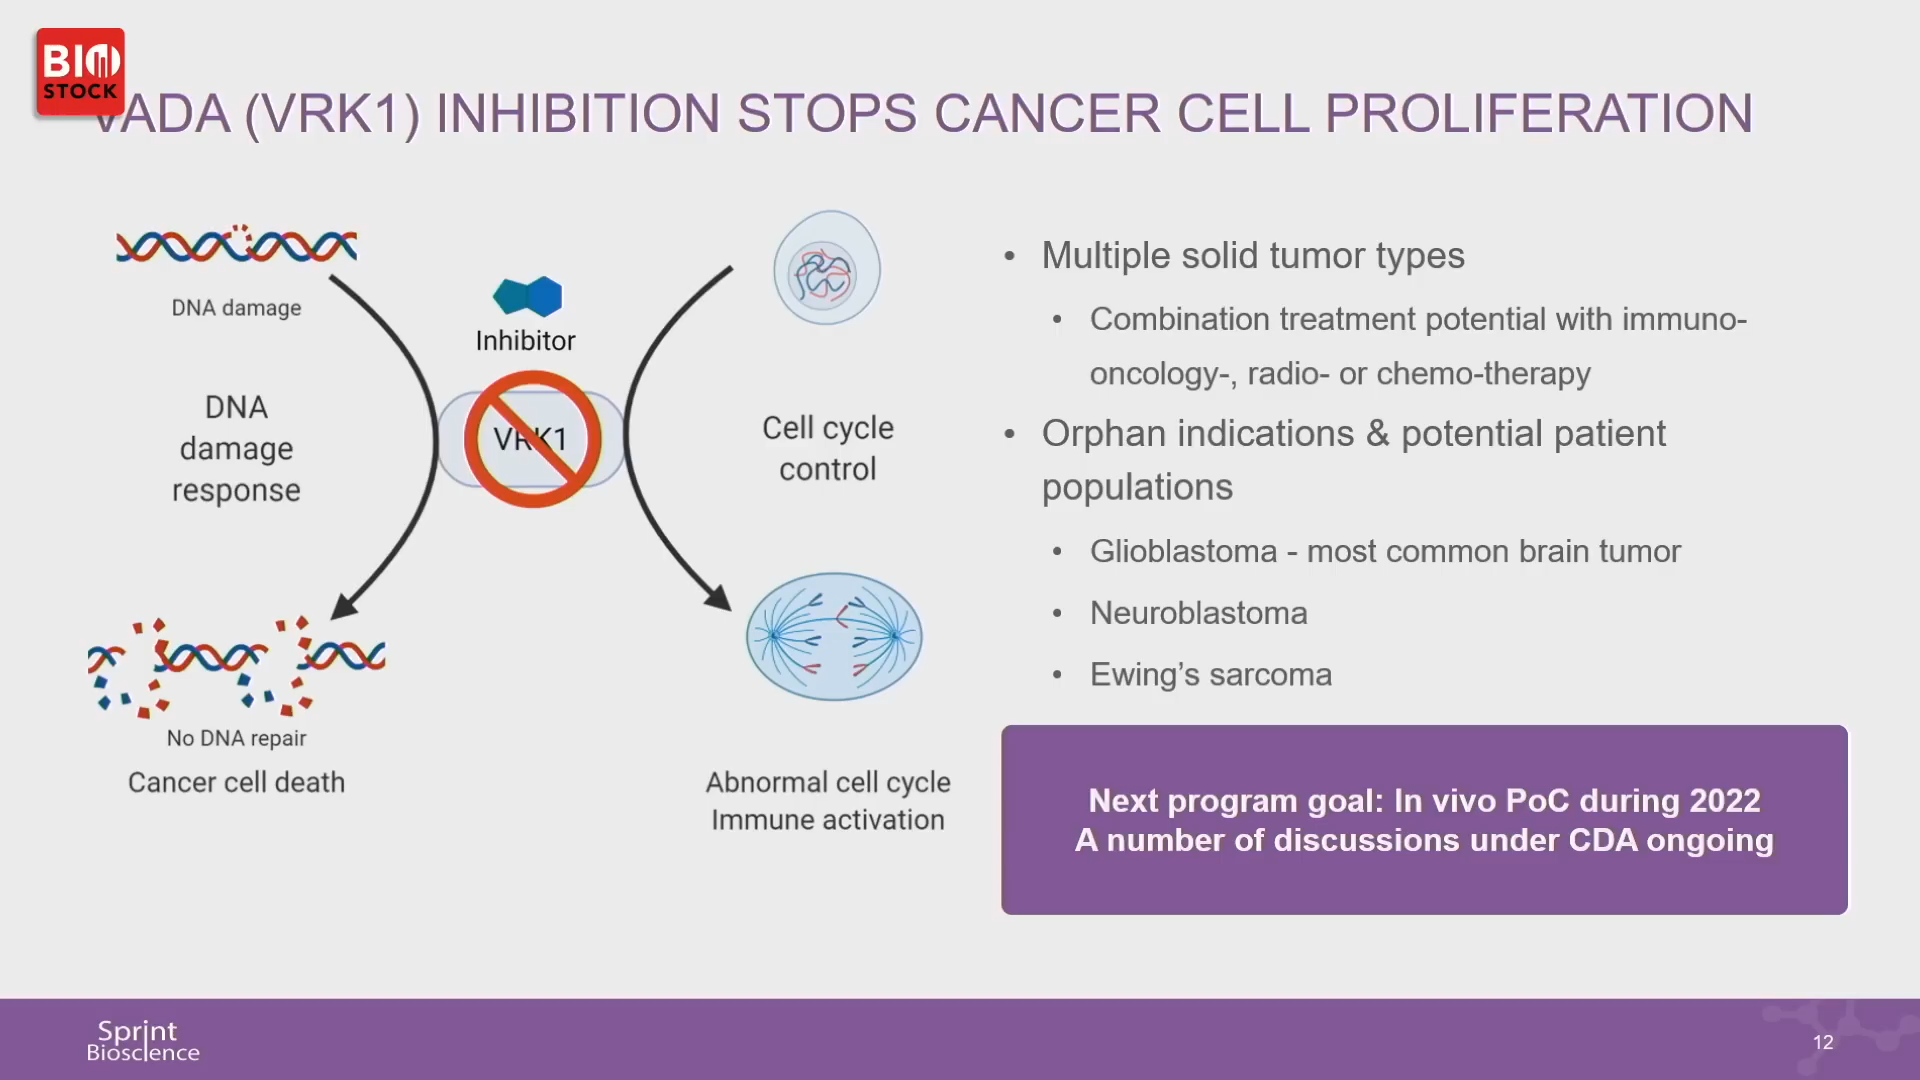 BIO
STOCK
VADA (VRK1) INHIBITION STOPS CANCER CELL PROLIFERATION
DNA damage
DNA
damage
response
No DNA repair
Cancer cell death
Inhibitor
VRK1
Cell cycle
control
Abnormal cell cycle
Immune activation
• Multiple solid tumor types
• Combination treatment potential with immuno-
oncology-, radio- or chemo-therapy
• Orphan indications & potential patient
populations
• Glioblastoma - most common brain tumor
• Neuroblastoma
• Ewing’s sarcoma
Next program goal: In vivo PoC during 2022
A number of discussions under CDA ongoing
Sprint
Bioscience
12